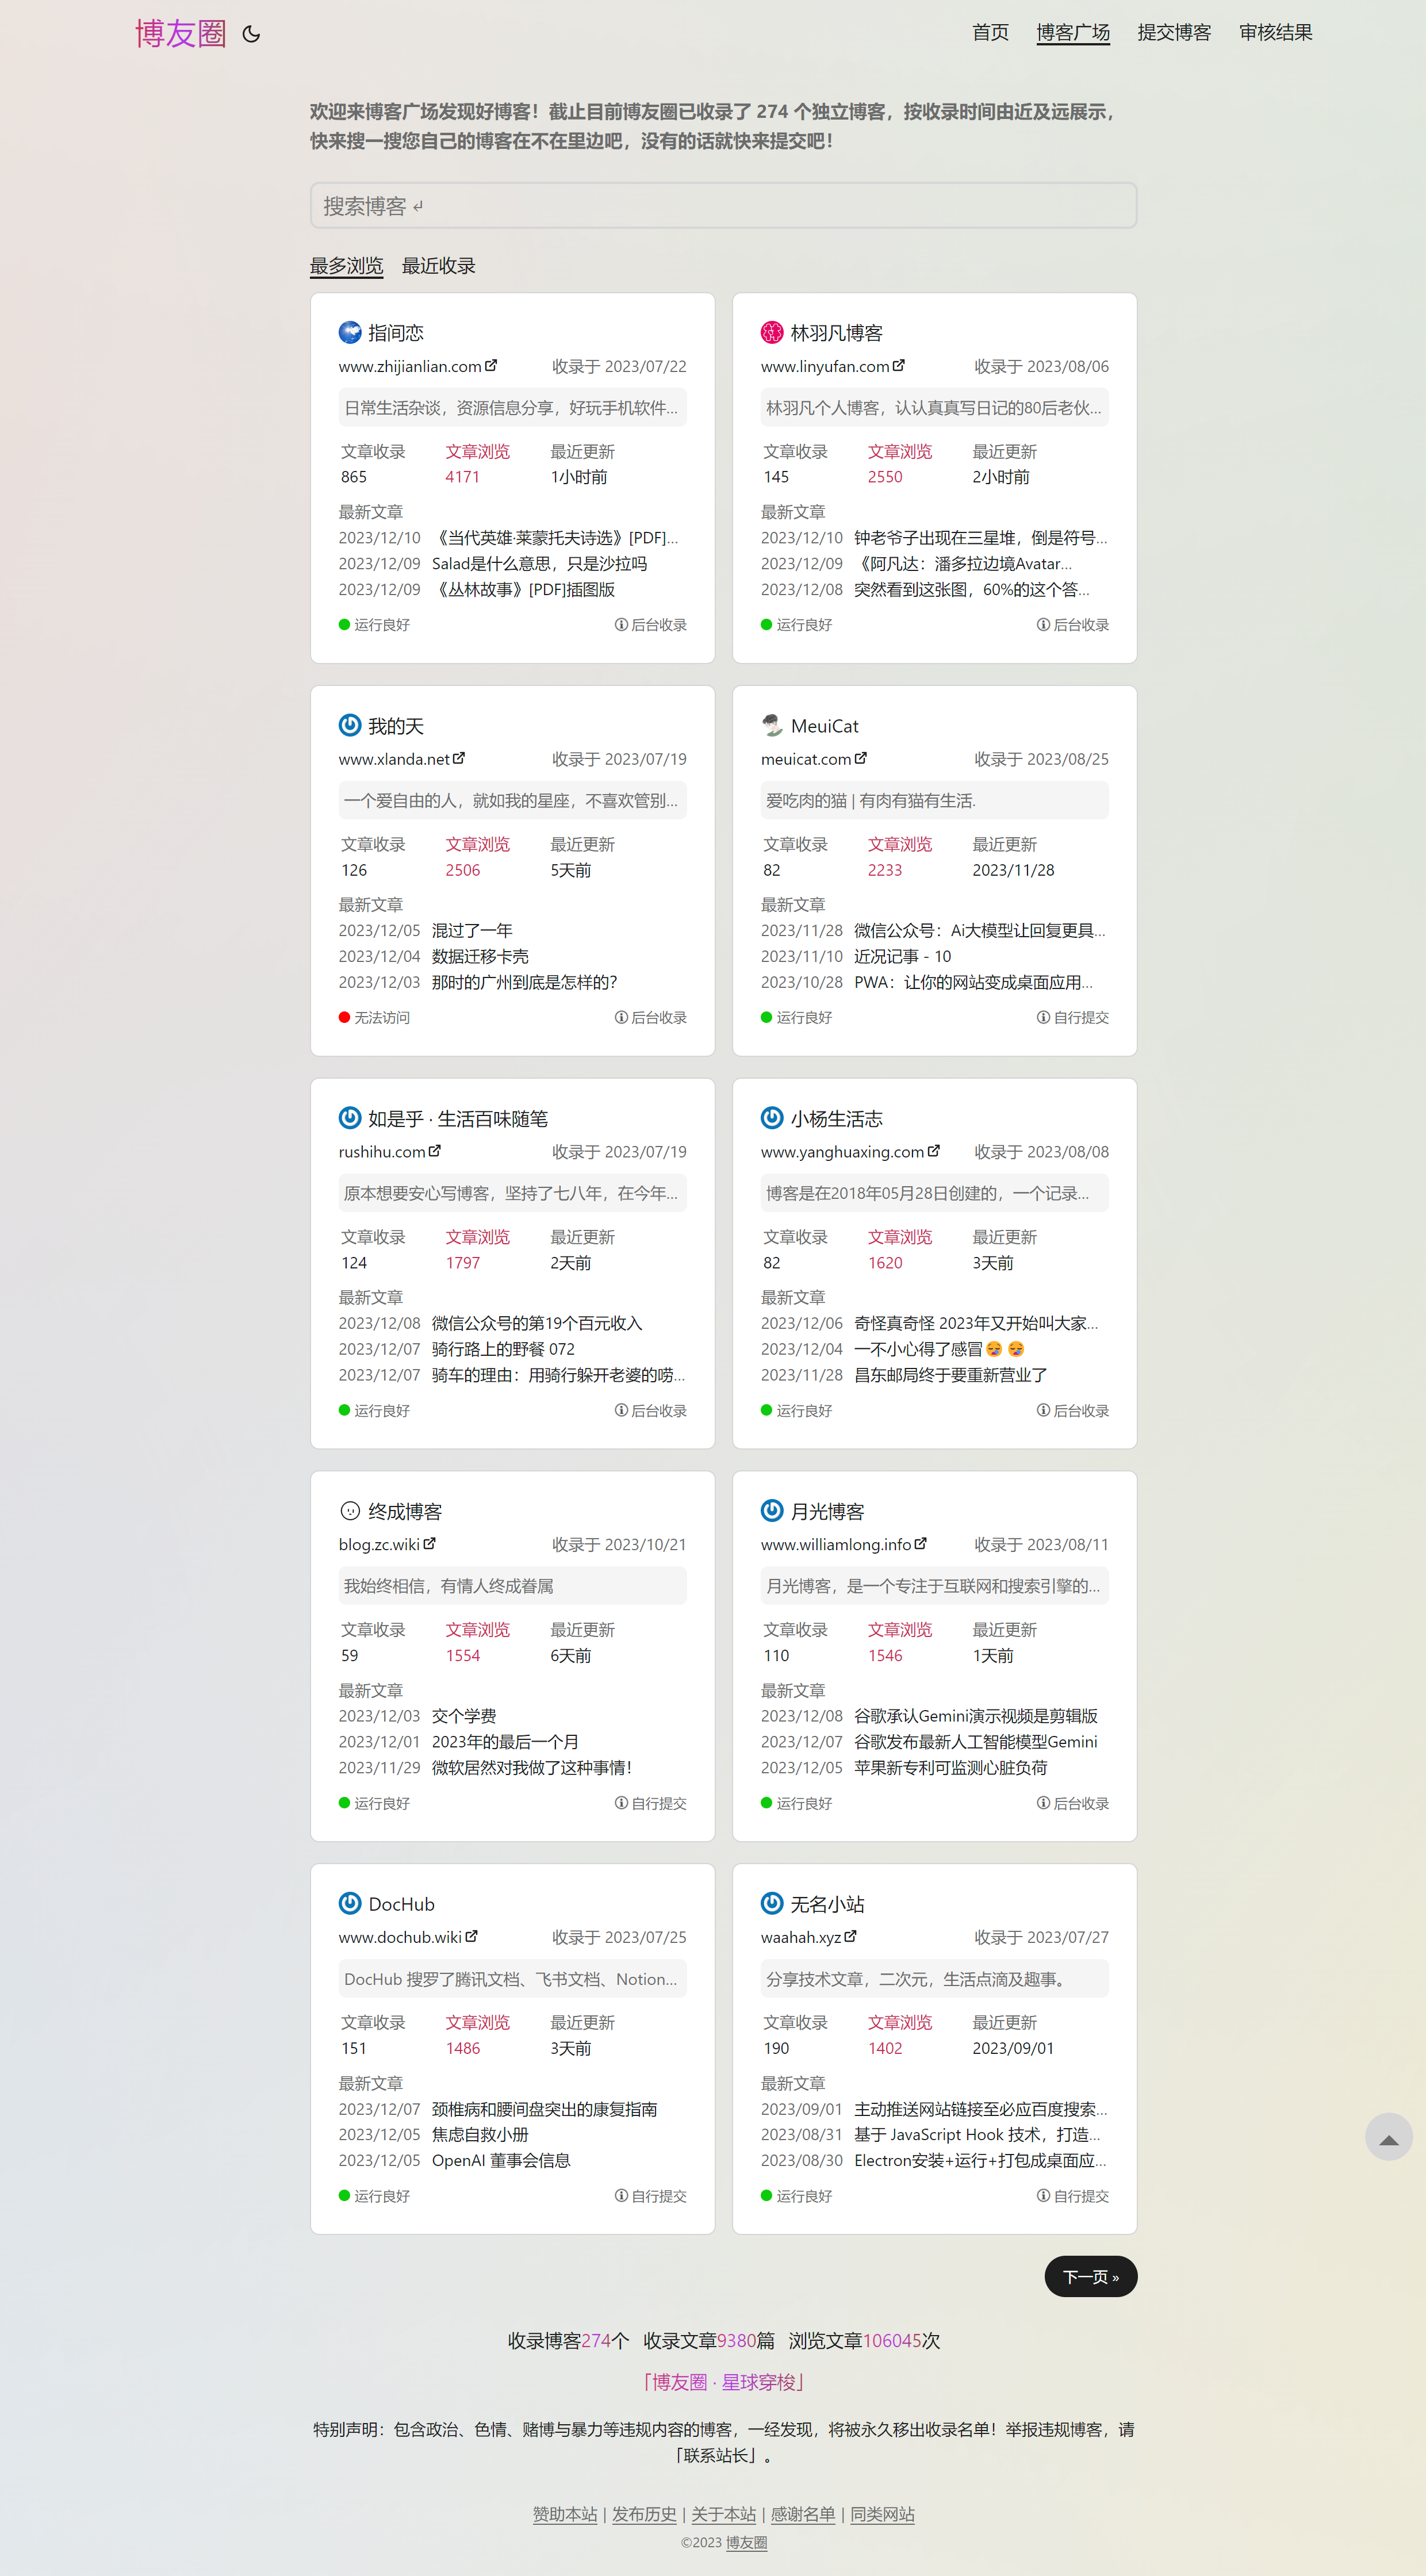 博友圈
首页 博客广场 提交博客 审核结果
欢迎来博客广场发现好博客！截止目前博友圈已收录了 274 个独立博客，按收录时间由近及远展示，
快来搜一搜您自己的博客在不在里边吧，没有的话就快来提交吧！
搜索博客 ↵
最多浏览 最近收录
指间恋
www.zhijianlian.com 收录于 2023/07/22
日常生活杂谈，资源信息分享，好玩手机软件...
文章收录 文章浏览 最近更新
865 4171 1小时前
最新文章
2023/12/10 《当代英雄·莱蒙托夫诗选》[PDF]...
2023/12/09 Salad是什么意思，只是沙拉吗
2023/12/09 《丛林故事》[PDF]插图版
运行良好 后台收录
林羽凡博客
www.linyufan.com 收录于 2023/08/06
林羽凡个人博客，认认真真写日记的80后老伙...
文章收录 文章浏览 最近更新
145 2550 2小时前
最新文章
2023/12/10 钟老爷子出现在三星堆，倒是符号...
2023/12/09 《阿凡达：潘多拉边境Avatar...
2023/12/08 突然看到这张图，60%的这个答...
运行良好 后台收录
我的天
www.xlanda.net 收录于 2023/07/19
一个爱自由的人，就如我的星座，不喜欢管别...
文章收录 文章浏览 最近更新
126 2506 5天前
最新文章
2023/12/05 混过了一年
2023/12/04 数据迁移卡壳
2023/12/03 那时的广州到底是怎样的？
无法访问 后台收录
MeuiCat
meuicat.com 收录于 2023/08/25
爱吃肉的猫 | 有肉有猫有生活.
文章收录 文章浏览 最近更新
82 2233 2023/11/28
最新文章
2023/11/28 微信公众号：Ai大模型让回复更具...
2023/11/10 近况记事 - 10
2023/10/28 PWA：让你的网站变成桌面应用...
运行良好 自行提交
如是乎 · 生活百味随笔
rushihu.com 收录于 2023/07/19
原本想要安心写博客，坚持了七八年，在今年...
文章收录 文章浏览 最近更新
124 1797 2天前
最新文章
2023/12/08 微信公众号的第19个百元收入
2023/12/07 骑行路上的野餐 072
2023/12/07 骑车的理由：用骑行躲开老婆的唠...
运行良好 后台收录
小杨生活志
www.yanghuaxing.com 收录于 2023/08/08
博客是在2018年05月28日创建的，一个记录...
文章收录 文章浏览 最近更新
82 1620 3天前
最新文章
2023/12/06 奇怪真奇怪 2023年又开始叫大家...
2023/12/04 一不小心得了感冒😪 😪
2023/11/28 昌东邮局终于要重新营业了
运行良好 后台收录
终成博客
blog.zc.wiki 收录于 2023/10/21
我始终相信，有情人终成眷属
文章收录 文章浏览 最近更新
59 1554 6天前
最新文章
2023/12/03 交个学费
2023/12/01 2023年的最后一个月
2023/11/29 微软居然对我做了这种事情！
运行良好 自行提交
月光博客
www.williamlong.info 收录于 2023/08/11
月光博客，是一个专注于互联网和搜索引擎的...
文章收录 文章浏览 最近更新
110 1546 1天前
最新文章
2023/12/08 谷歌承认Gemini演示视频是剪辑版
2023/12/07 谷歌发布最新人工智能模型Gemini
2023/12/05 苹果新专利可监测心脏负荷
运行良好 后台收录
DocHub
www.dochub.wiki 收录于 2023/07/25
DocHub 搜罗了腾讯文档、飞书文档、Notion...
文章收录 文章浏览 最近更新
151 1486 3天前
最新文章
2023/12/07 颈椎病和腰间盘突出的康复指南
2023/12/05 焦虑自救小册
2023/12/05 OpenAI 董事会信息
运行良好 自行提交
无名小站
waahah.xyz 收录于 2023/07/27
分享技术文章，二次元，生活点滴及趣事。
文章收录 文章浏览 最近更新
190 1402 2023/09/01
最新文章
2023/09/01 主动推送网站链接至必应百度搜索...
2023/08/31 基于 JavaScript Hook 技术，打造...
2023/08/30 Electron安装+运行+打包成桌面应...
运行良好 自行提交
下一页 »
收录博客274个 收录文章9380篇 浏览文章106045次
「博友圈 · 星球穿梭」
特别声明：包含政治、色情、赌博与暴力等违规内容的博客，一经发现，将被永久移出收录名单！举报违规博客，请
「联系站长」。
赞助本站 | 发布历史 | 关于本站 | 感谢名单 | 同类网站
©2023 博友圈